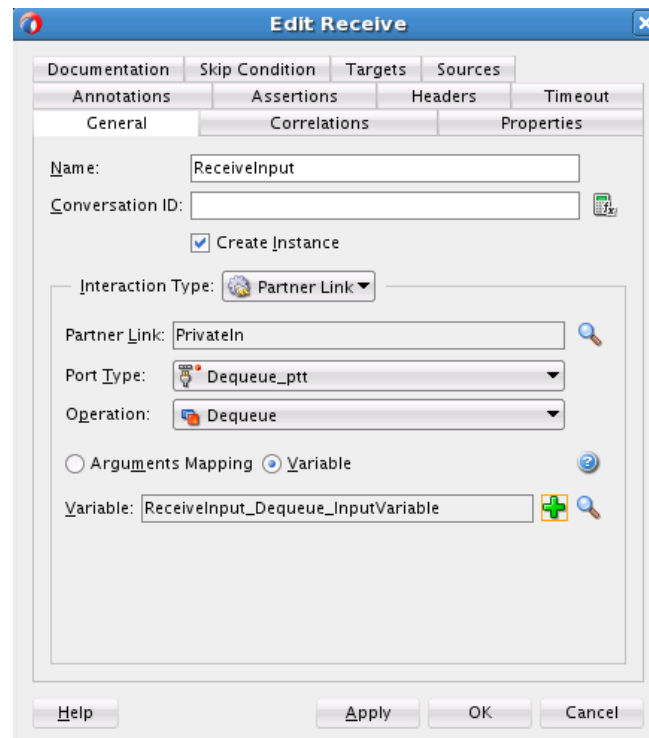 Edit Receive
Documentation Skip Condition Targets Sources
Annotations Assertions Headers Timeout
General Correlations Properties
Name: ReceiveInput
Conversation ID:
Create Instance
Interaction Type: Partner Link
Partner Link: PrivateIn
Port Type: Dequeue_ptt
Operation: Dequeue
Arguments Mapping Variable
Variable: ReceiveInput_Dequeue_InputVariable
Help Apply OK Cancel